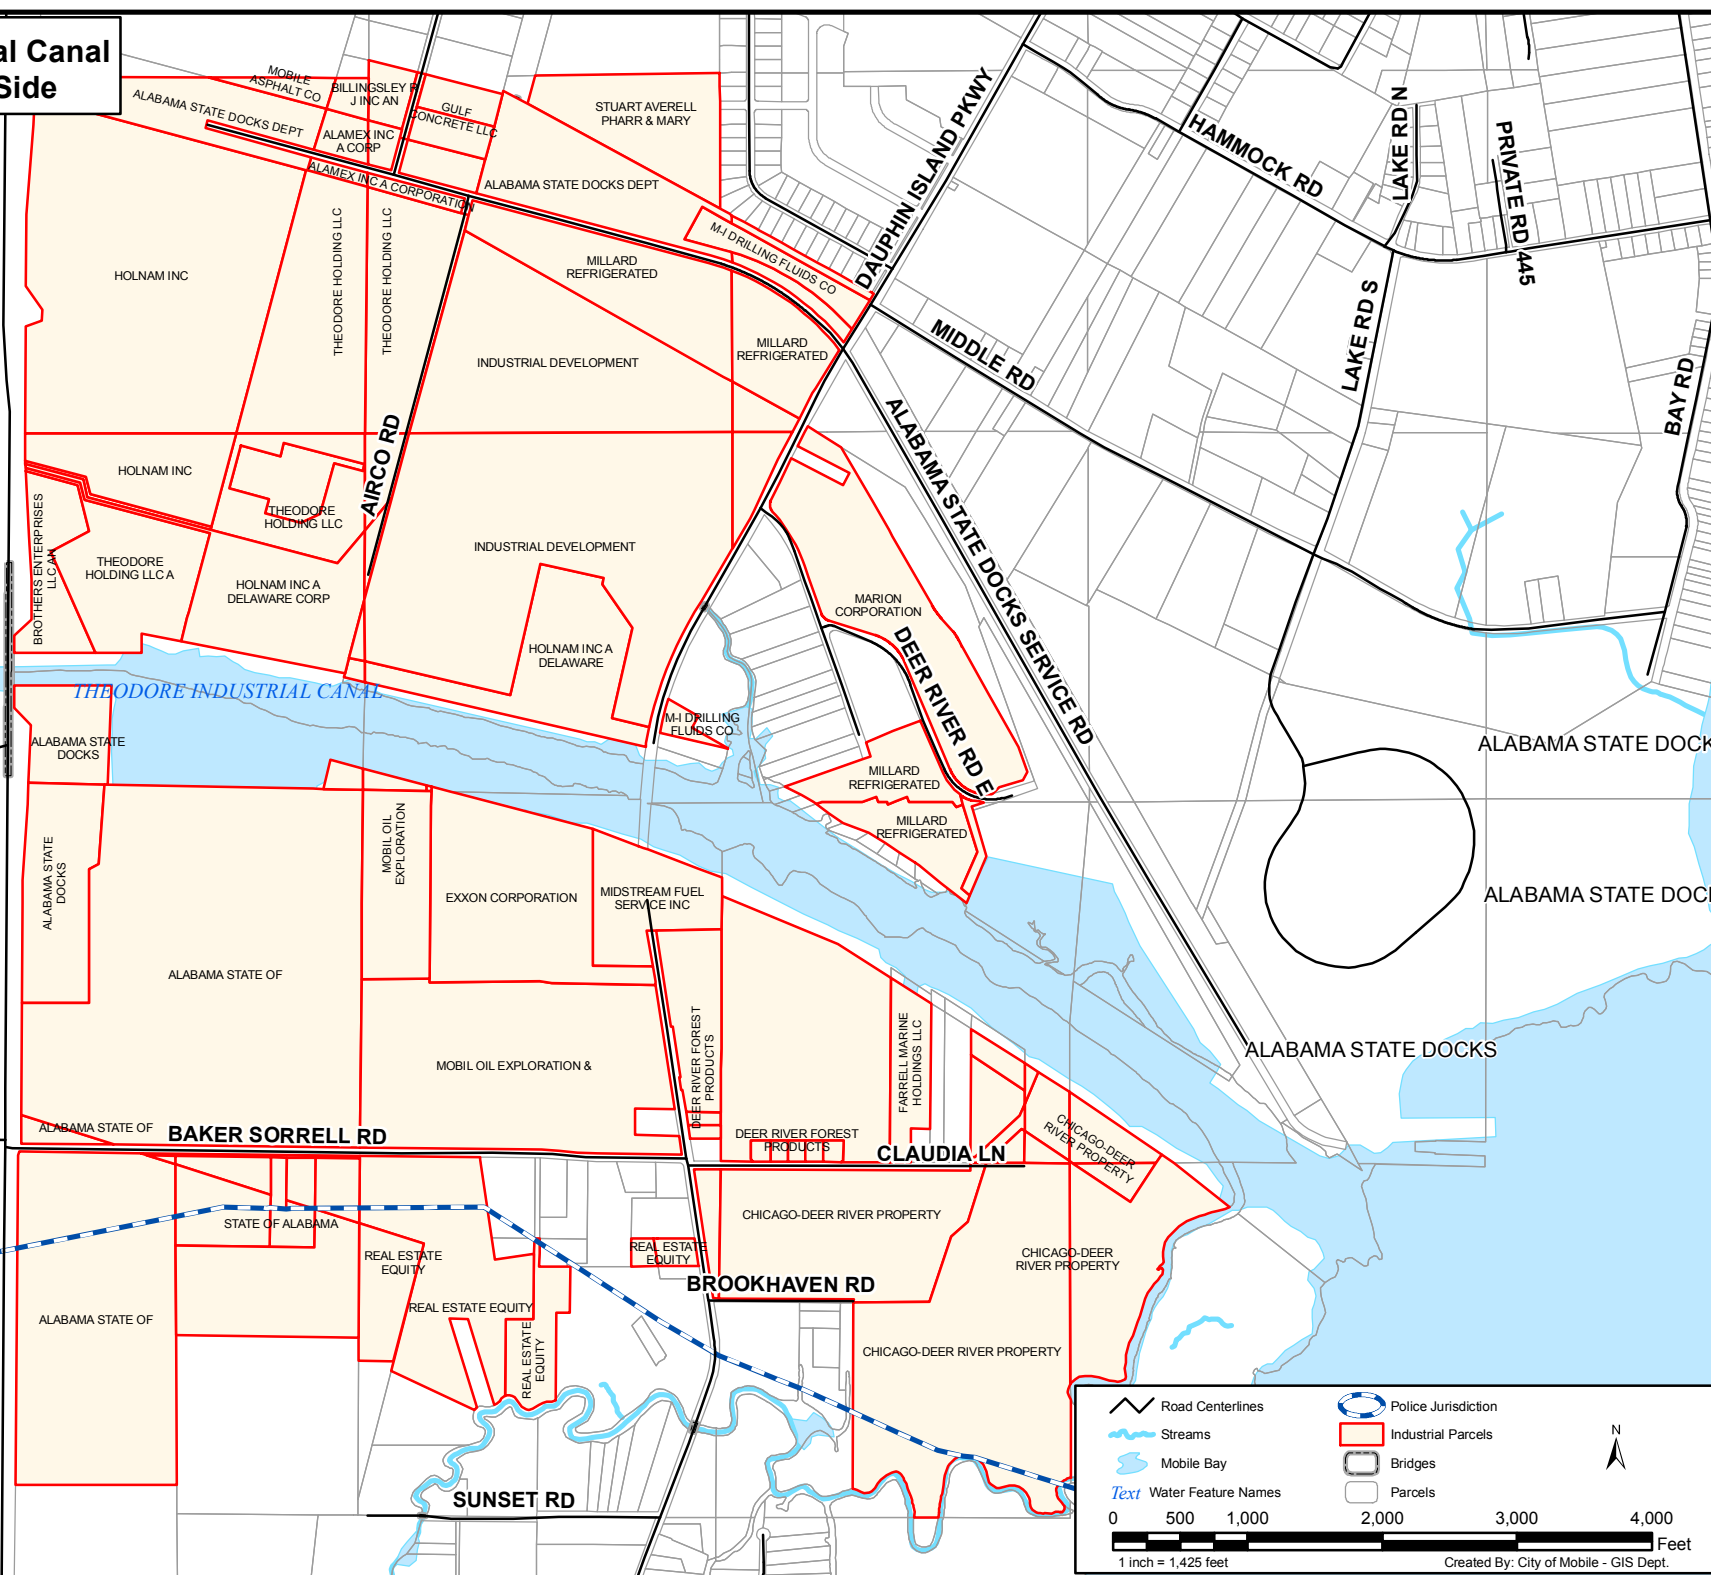 al Canal
Side
MOBILE
ASPHALT CO
ALABAMA STATE DOCKS DEPT
BILLINGSLEY R
J INC AN
ALAMEX INC
A CORP
GULF
CONCRETE LLC
STUART AVERELL
PHARR & MARY
ALAMEX INC A CORPORATION
ALABAMA STATE DOCKS DEPT
M-I DRILLING FLUIDS CO
DAUPHIN ISLAND PKWY
HAMMOCK RD
LAKE RD N
PRIVATE RD 445
HOLNAM INC
THEODORE HOLDING LLC
THEODORE HOLDING LLC
MILLARD
REFRIGERATED
INDUSTRIAL DEVELOPMENT
MILLARD
REFRIGERATED
MIDDLE RD
LAKE RD S
BAY RD
AIRCO RD
HOLNAM INC
THEODORE
HOLDING LLC
BROTHERS ENTERPRISES
LLC AN
THEODORE
HOLDING LLC A
HOLNAM INC A
DELAWARE CORP
INDUSTRIAL DEVELOPMENT
HOLNAM INC A
DELAWARE
ALABAMA STATE DOCKS SERVICE RD
MARION
CORPORATION
DEER RIVER RD E
THEODORE INDUSTRIAL CANAL
M-I DRILLING
FLUIDS CO
ALABAMA STATE
DOCKS
MILLARD
REFRIGERATED
MILLARD
REFRIGERATED
ALABAMA STATE DOCK
ALABAMA STATE DOC
ALABAMA STATE DOCKS
ALABAMA STATE
DOCKS
MOBIL OIL
EXPLORATION
EXXON CORPORATION
MIDSTREAM FUEL
SERVICE INC
ALABAMA STATE OF
MOBIL OIL EXPLORATION &
DEER RIVER FOREST
PRODUCTS
FARRELL MARINE
HOLDINGS LLC
ALABAMA STATE OF
BAKER SORRELL RD
DEER RIVER FOREST
PRODUCTS
CLAUDIA LN
CHICAGO-DEER
RIVER PROPERTY
STATE OF ALABAMA
REAL ESTATE
EQUITY
REAL ESTATE
EQUITY
CHICAGO-DEER RIVER PROPERTY
CHICAGO-DEER
RIVER PROPERTY
BROOKHAVEN RD
ALABAMA STATE OF
REAL ESTATE EQUITY
REAL ESTATE
EQUITY
CHICAGO-DEER RIVER PROPERTY
SUNSET RD
Road Centerlines
Streams
Mobile Bay
Text Water Feature Names
Police Jurisdiction
Industrial Parcels
Bridges
Parcels
N
0 500 1,000 2,000 3,000 4,000
Feet
1 inch = 1,425 feet
Created By: City of Mobile - GIS Dept.